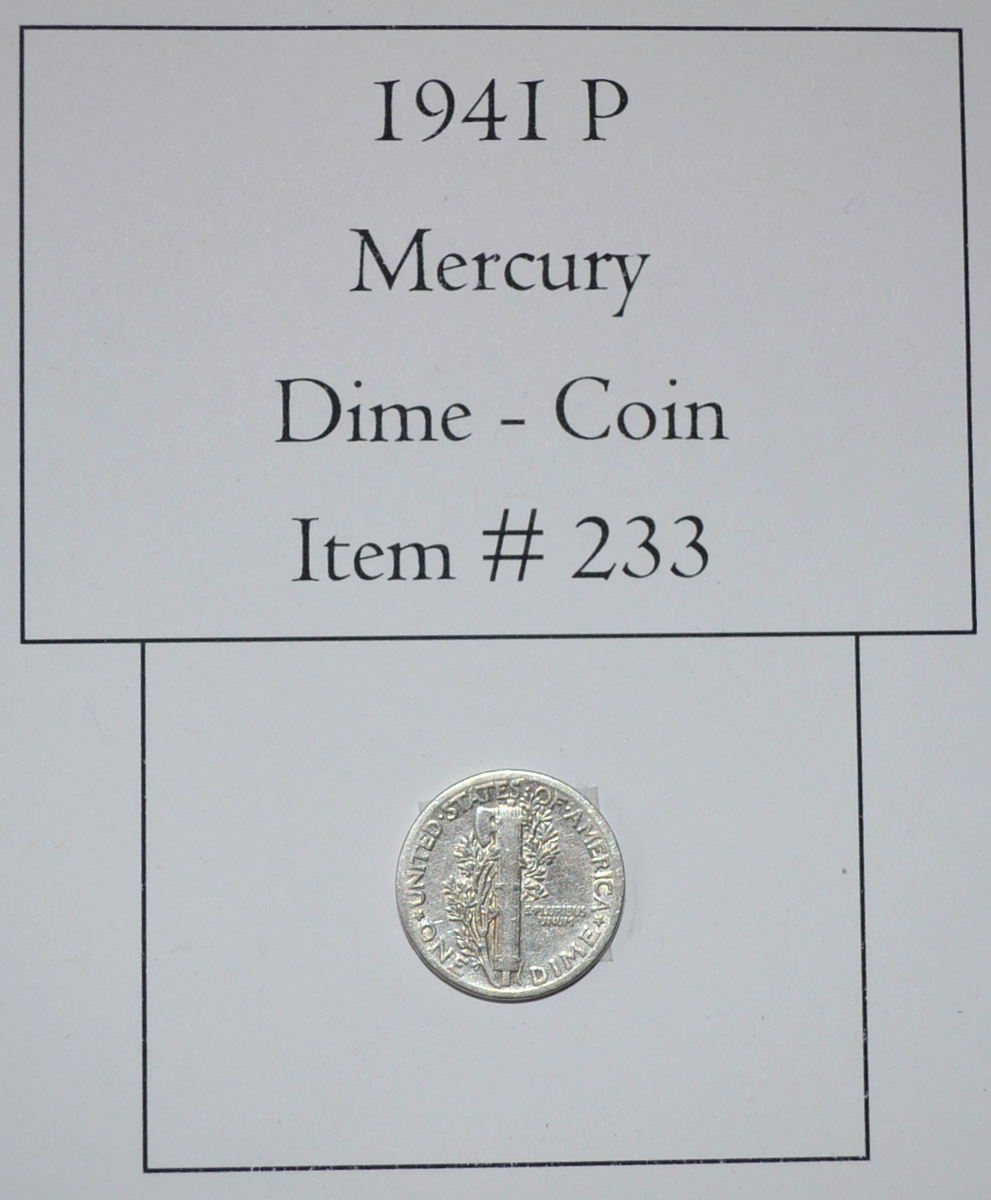 1941 P
Mercury
Dime - Coin
Item # 233
UNITED·STATES·OF·AMERICA
E·PLURIBUS
UNUM
ONE DIME